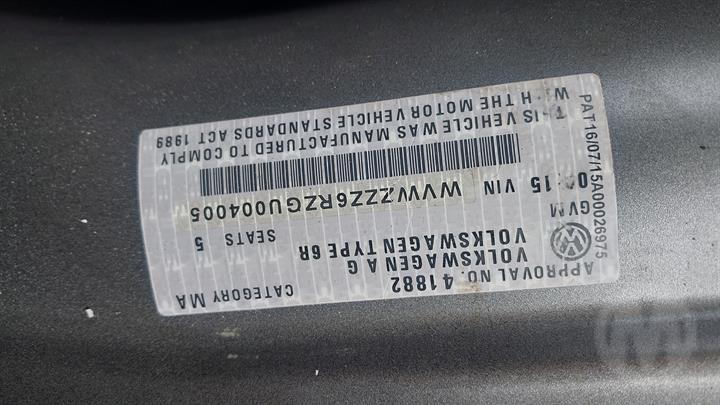 APPROVAL NO. 41882 CATEGORY MA
VOLKSWAGEN AG
VOLKSWAGEN TYPE 6R
SEATS 5
GVM
VIN WVWZZZ6RZGU004005
THIS VEHICLE WAS MANUFACTURED TO COMPLY
WITH THE MOTOR VEHICLE STANDARDS ACT 1989
PAT16/07/15A00026975